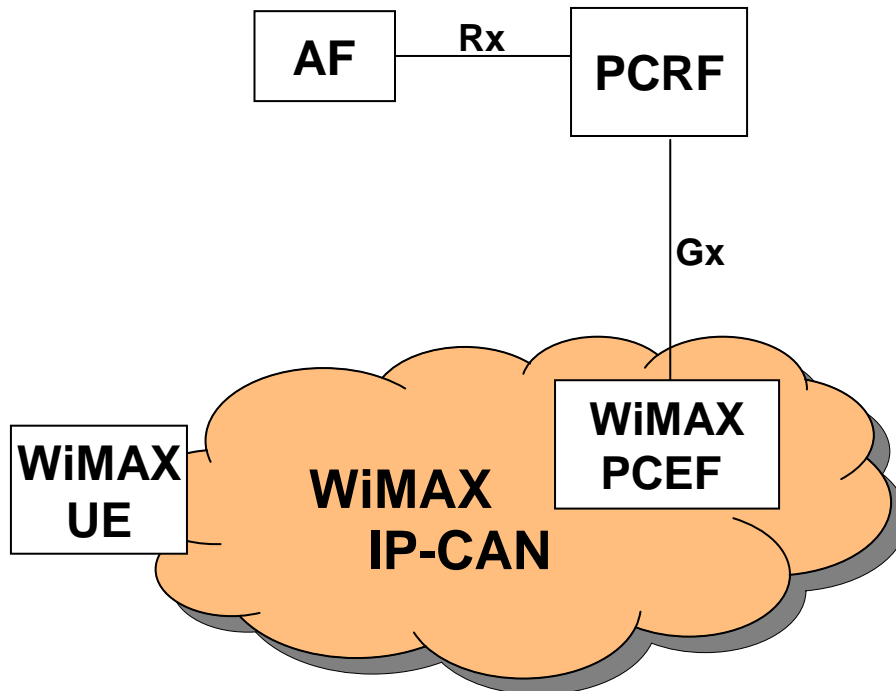 AF
Rx
PCRF
Gx
WiMAX
PCEF
WiMAX
UE
WiMAX
IP-CAN